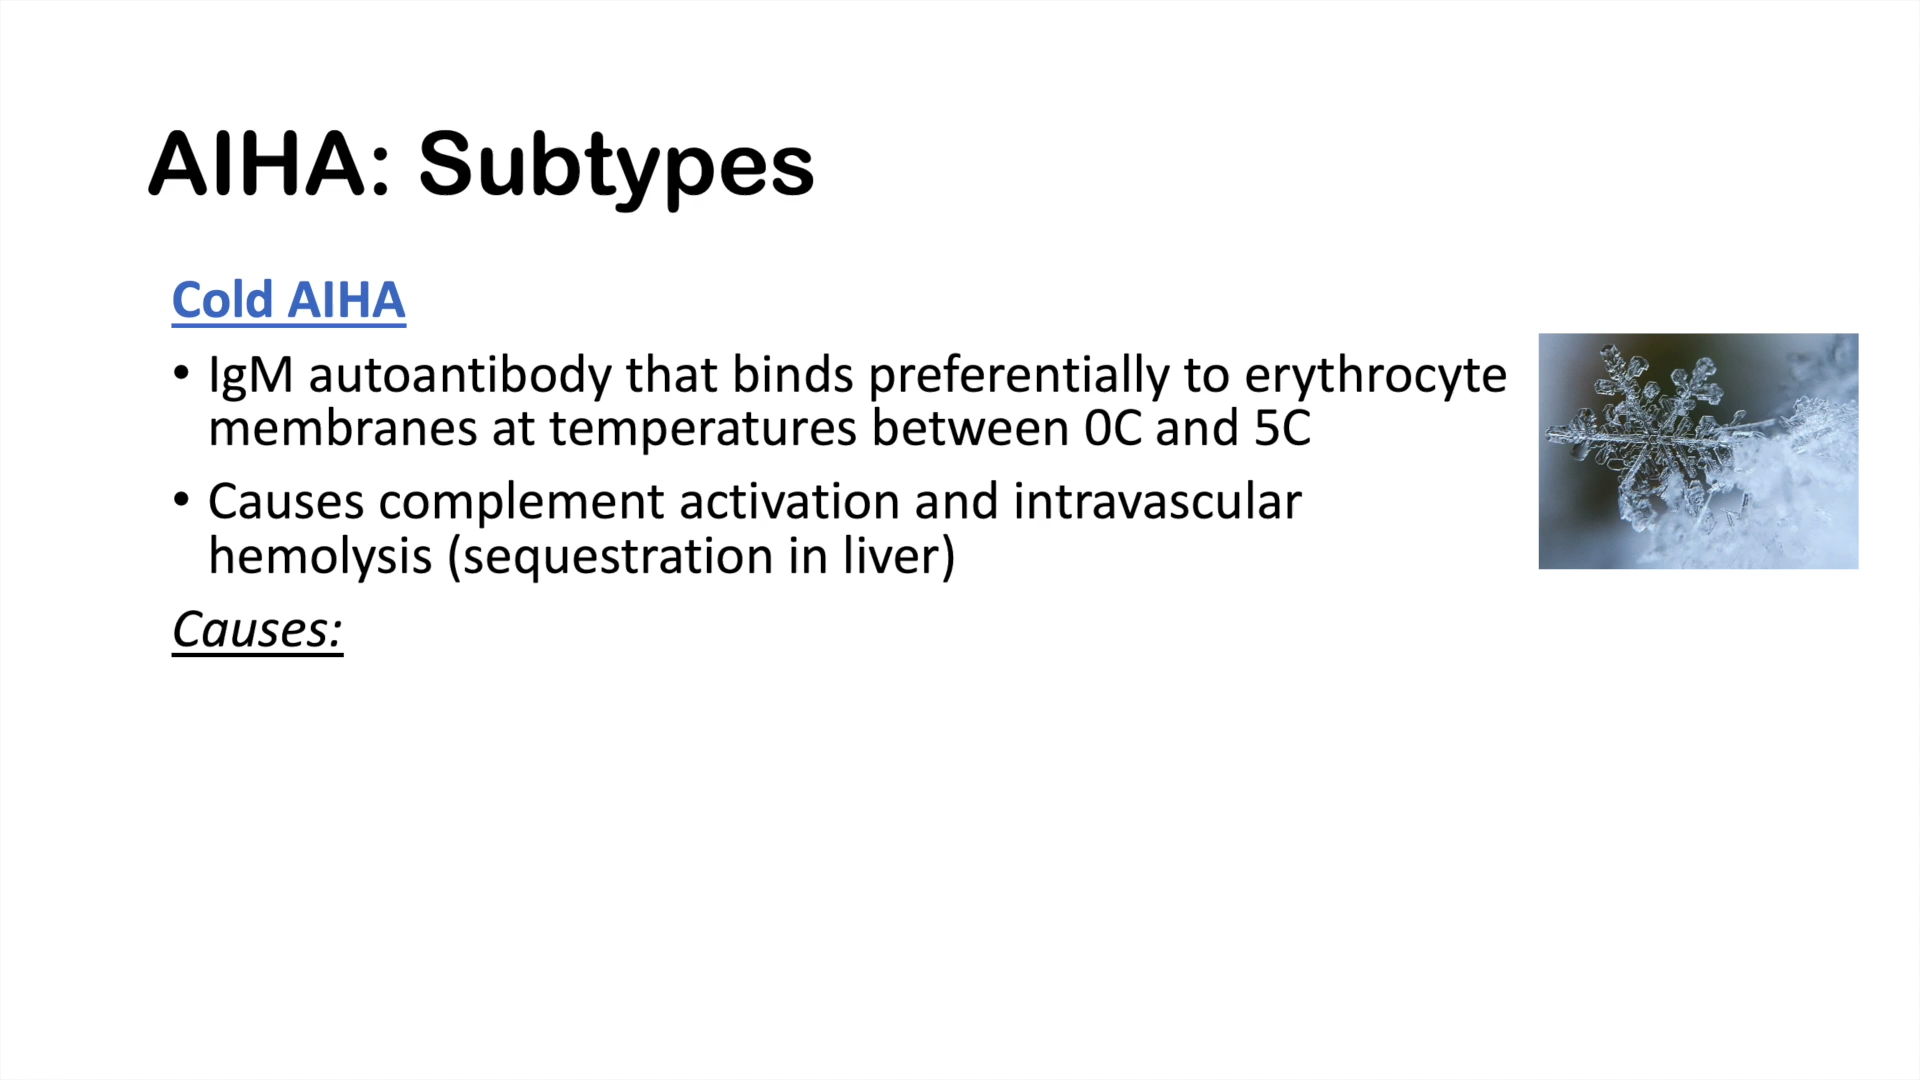 AIHA: Subtypes
Cold AIHA
• IgM autoantibody that binds preferentially to erythrocyte
membranes at temperatures between 0C and 5C
• Causes complement activation and intravascular
hemolysis (sequestration in liver)
Causes: